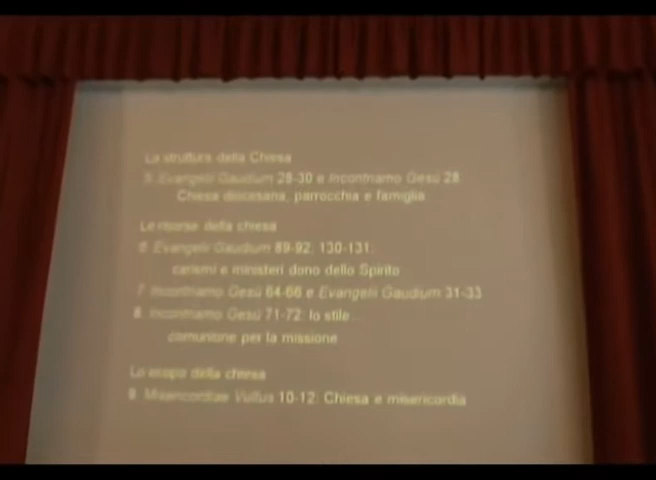 La struttura della Chiesa
5 Evangelii Gaudium 28-30 e Incontriamo Gesù 28
Chiesa diocesana, parrocchia e famiglia
Le risorse della chiesa
6 Evangelii Gaudium 89-92; 130-131:
carismi e ministeri dono dello Spirito
7 Incontriamo Gesù 64-66 e Evangelii Gaudium 31-33
8 Incontriamo Gesù 71-72: lo stile...
comunione per la missione
Lo scopo della chiesa
9 Misericordiae Vultus 10-12: Chiesa e misericordia